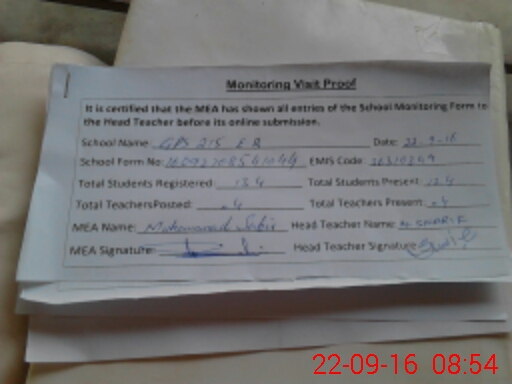 Monitoring Visit Proof
It is certified that the MEA has shown all entries of the School Monitoring Form to
the Head Teacher before its online submission.
School Name: GPS 215 ER Date: 22-9-16
School Form No: EMIS Code:
Total Students Registered: 134 Total Students Present:
Total TeachersPosted: 4 Total Teachers Present: 4
MEA Name: Mohammad Head Teacher Name:
MEA Signature: Head Teacher Signature
22-09-16 08:54